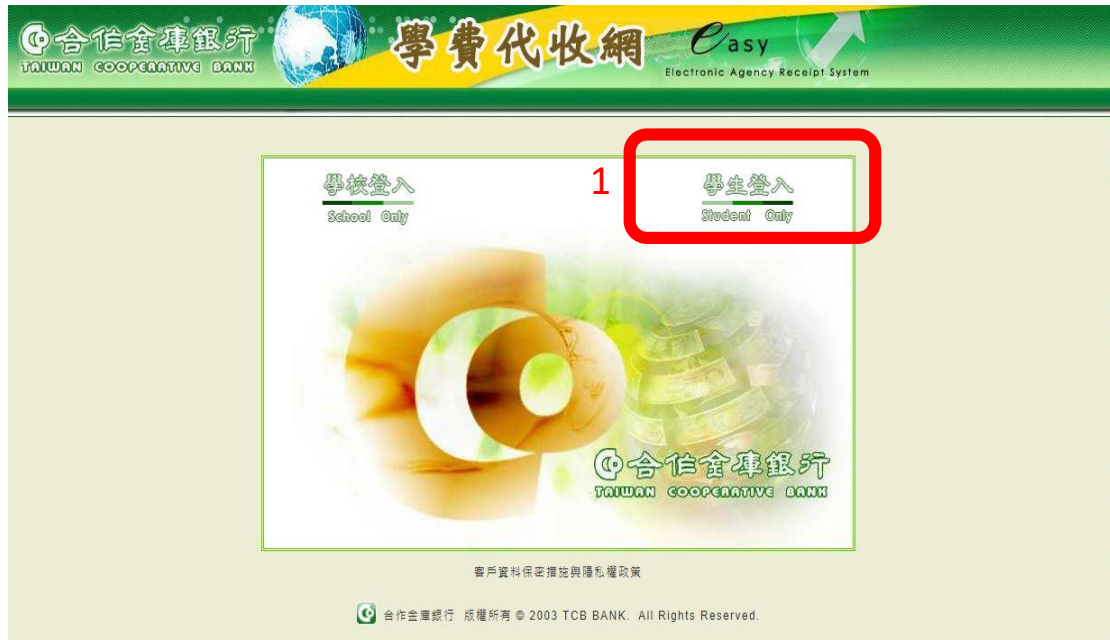 合作金庫銀行
TAIWAN COOPERATIVE BANK
學費代收網
easy
Electronic Agency Receipt System
學校登入
School Only
1
學生登入
Student Only
合作金庫銀行
TAIWAN COOPERATIVE BANK
客戶資料保密措施與隱私權政策
合作金庫銀行 版權所有 © 2003 TCB BANK. All Rights Reserved.